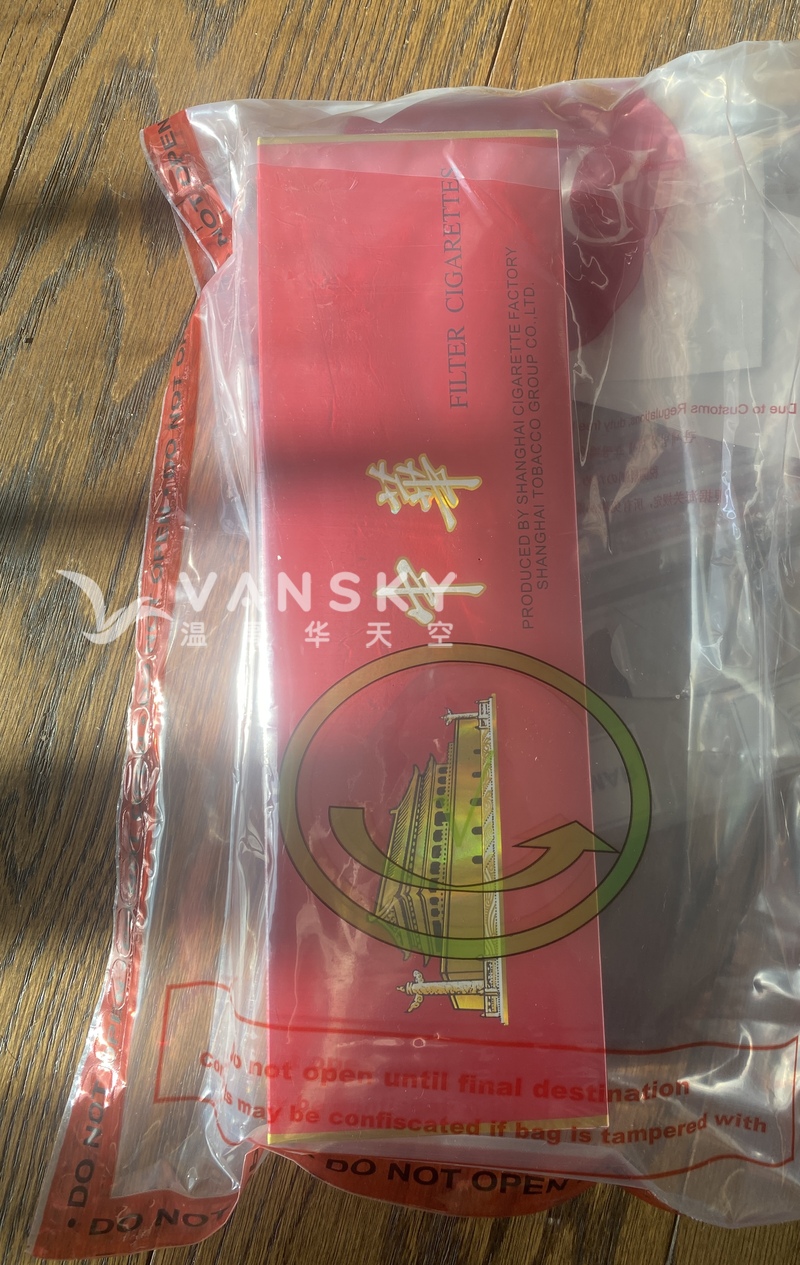 NOT OPEN
FILTER CIGARETTES
PRODUCED BY SHANGHAI CIGARETTE FACTORY
SHANGHAI TOBACCO GROUP CO.,LTD.
中華
VANSKY
温哥华天空
Due to Customs
not open until final destination
may be confiscated if bag is tampered with
DO NOT OPEN
• DO NOT
• DO NOT